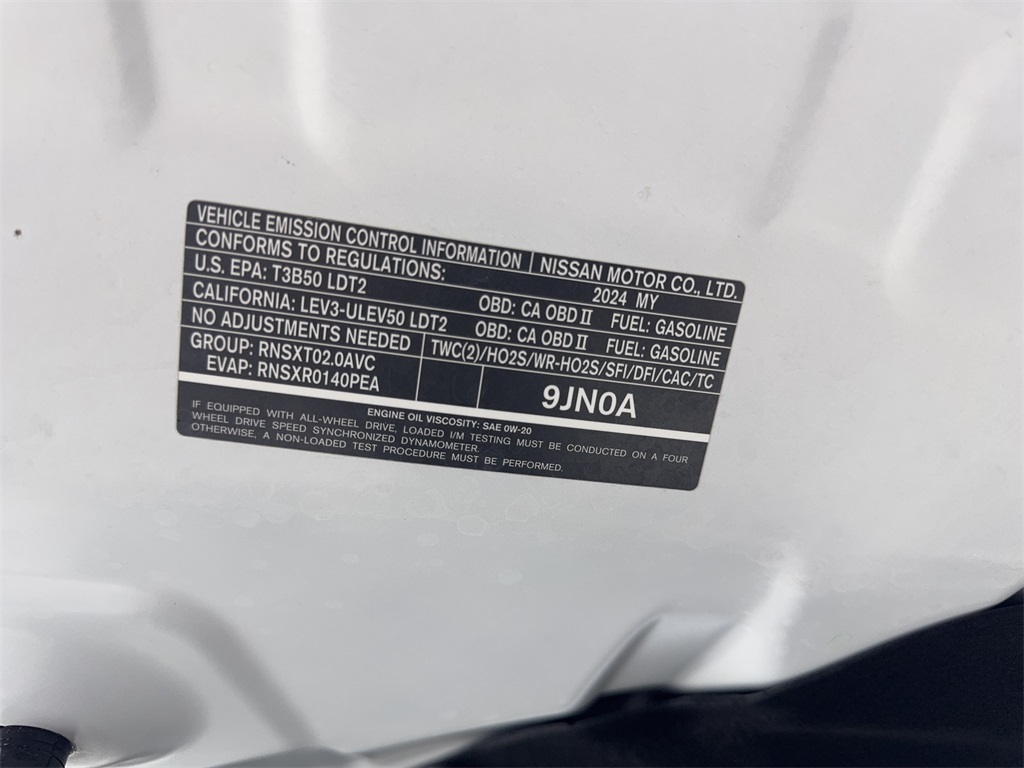 VEHICLE EMISSION CONTROL INFORMATION NISSAN MOTOR CO., LTD.
CONFORMS TO REGULATIONS: 2024 MY
U.S. EPA: T3B50 LDT2 OBD: CA OBD II FUEL: GASOLINE
CALIFORNIA: LEV3-ULEV50 LDT2 OBD: CA OBD II FUEL: GASOLINE
NO ADJUSTMENTS NEEDED TWC(2)/HO2S/WR-HO2S/SFI/DFI/CAC/TC
GROUP: RNSXT02.0AVC
EVAP: RNSXR0140PEA
9JN0A
ENGINE OIL VISCOSITY: SAE 0W-20
IF EQUIPPED WITH ALL-WHEEL DRIVE, LOADED I/M TESTING MUST BE CONDUCTED ON A FOUR
WHEEL DRIVE SPEED SYNCHRONIZED DYNAMOMETER.
OTHERWISE, A NON-LOADED TEST PROCEDURE MUST BE PERFORMED.